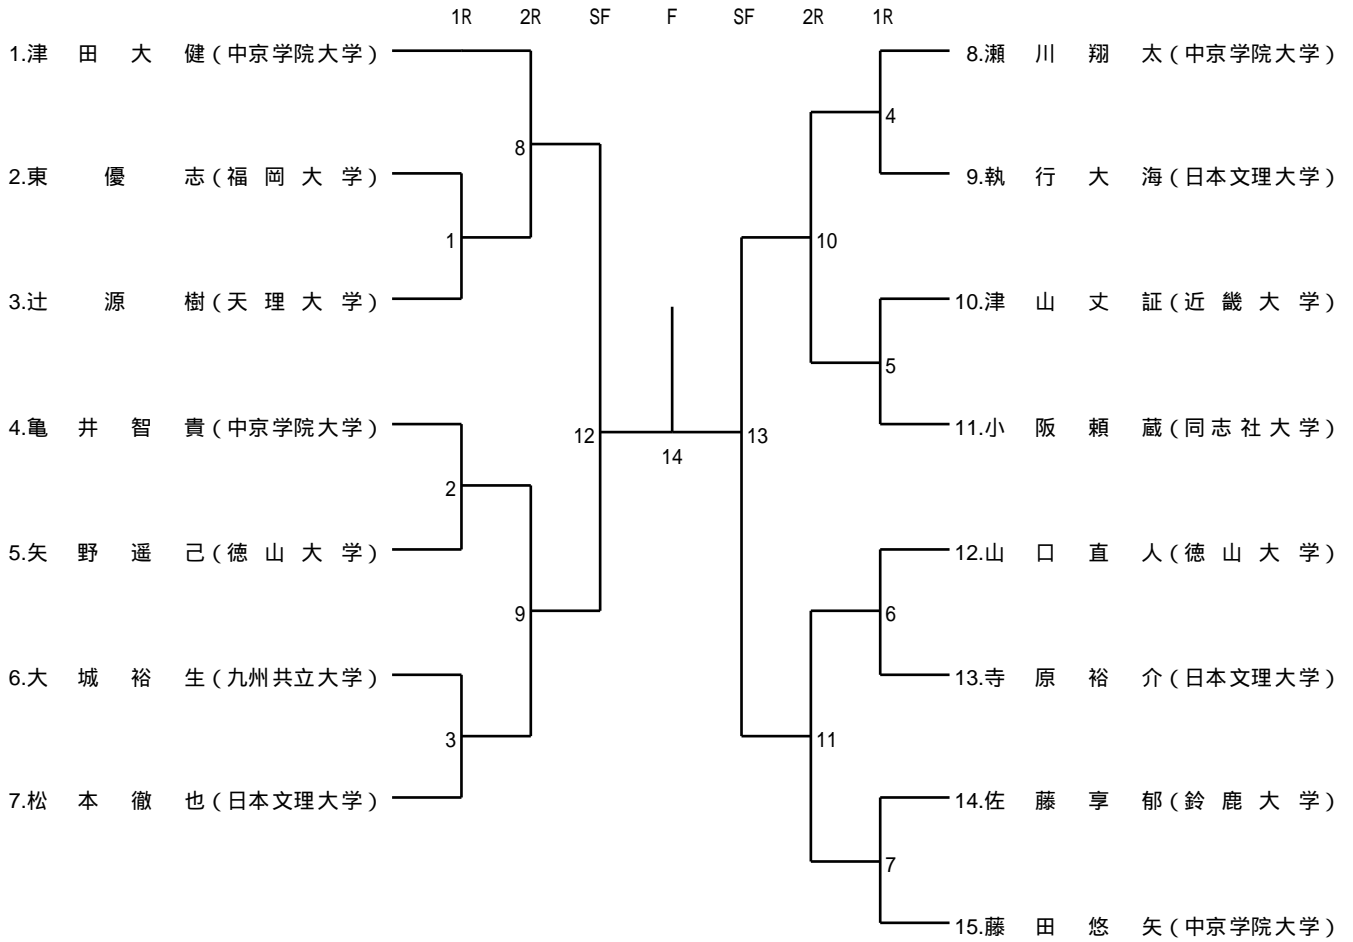 1R 2R SF F SF 2R 1R
1.津田大健(中京学院大学)
8.瀬川翔太(中京学院大学)
4
8
2.東優志(福岡大学)
9.執行大海(日本文理大学)
1
10
3.辻源樹(天理大学)
10.津山丈証(近畿大学)
5
4.亀井智貴(中京学院大学)
11.小阪頼蔵(同志社大学)
12
13
14
2
5.矢野遥己(徳山大学)
12.山口直人(徳山大学)
9
6
6.大城裕生(九州共立大学)
13.寺原裕介(日本文理大学)
3
11
7.松本徹也(日本文理大学)
14.佐藤享郁(鈴鹿大学)
7
15.藤田悠矢(中京学院大学)